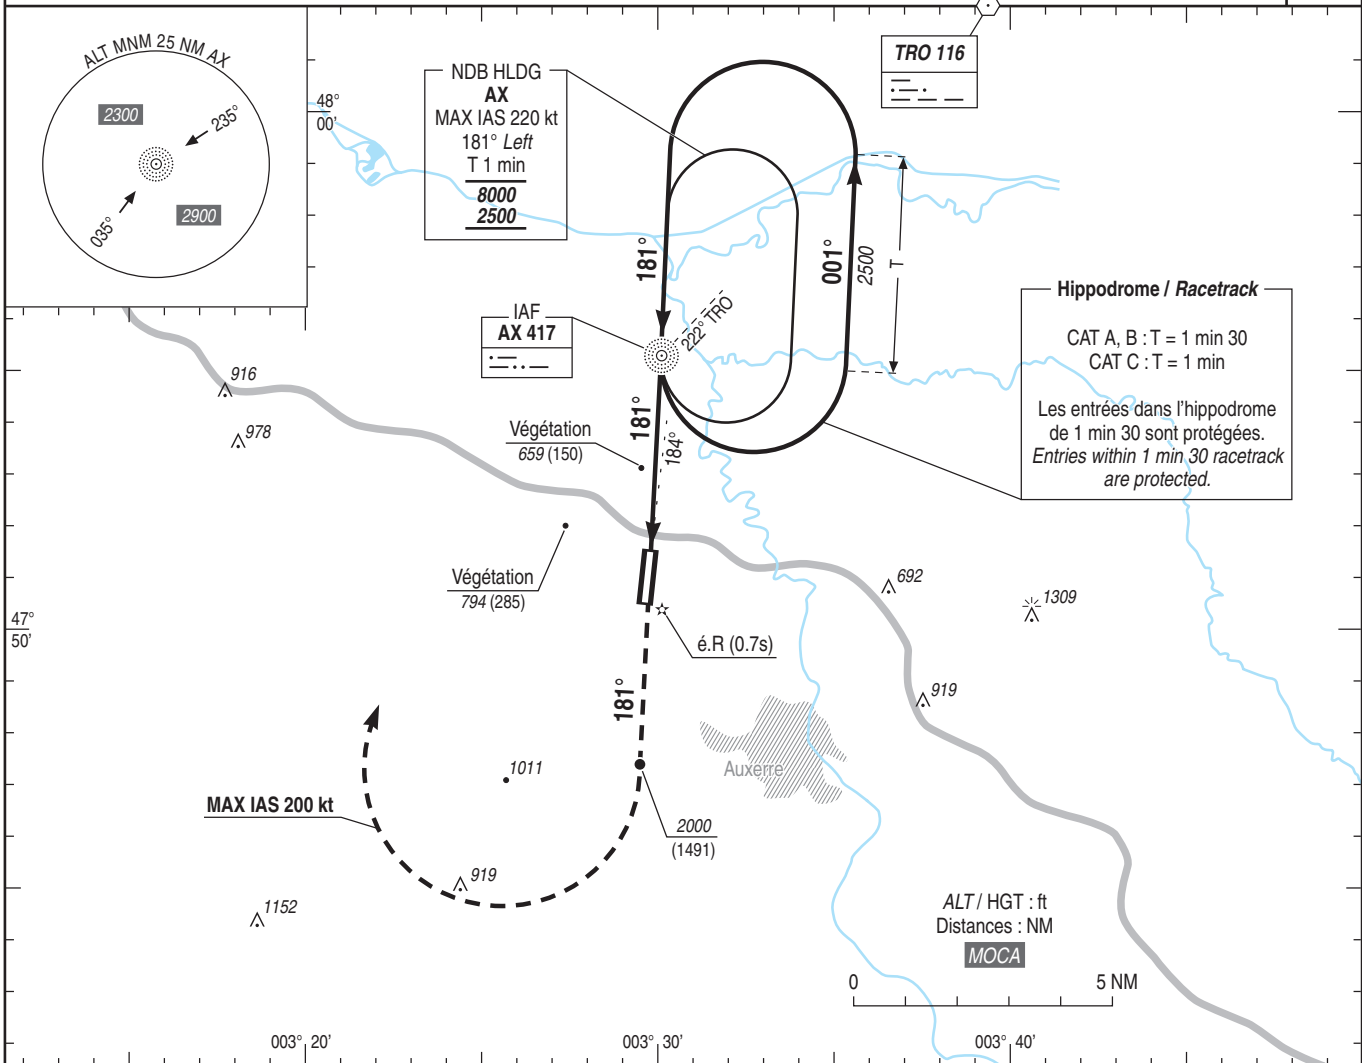 ALT MNM 25 NM AX
2300
235°
035°
2900
48°
00'
NDB HLDG
AX
MAX IAS 220 kt
181° Left
T 1 min
8000
2500
TRO 116
181°
001°
2500
T
IAF
AX 417
222° TRO
Hippodrome / Racetrack
CAT A, B : T = 1 min 30
CAT C : T = 1 min
Les entrées dans l'hippodrome
de 1 min 30 sont protégées.
Entries within 1 min 30 racetrack
are protected.
916
978
181°
184°
Végétation
659 (150)
Végétation
794 (285)
692
1309
47°
50'
é.R (0.7s)
181°
919
Auxerre
1011
MAX IAS 200 kt
2000
(1491)
919
1152
ALT / HGT : ft
Distances : NM
MOCA
0
5 NM
003° 20'
003° 30'
003° 40'